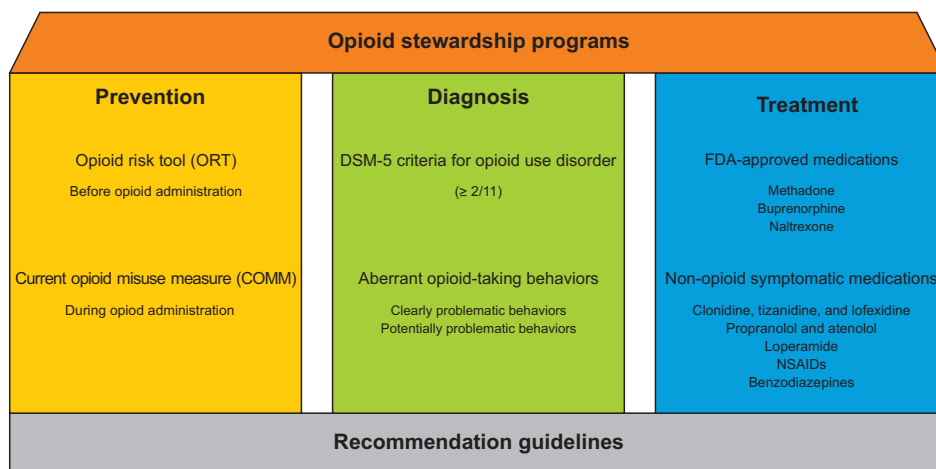 Opioid stewardship programs
Prevention
Opioid risk tool (ORT)
Before opioid administration
Current opioid misuse measure (COMM)
During opiod administration
Diagnosis
DSM-5 criteria for opioid use disorder
(≥ 2/11)
Aberrant opioid-taking behaviors
Clearly problematic behaviors
Potentially problematic behaviors
Treatment
FDA-approved medications
Methadone
Buprenorphine
Naltrexone
Non-opioid symptomatic medications
Clonidine, tizanidine, and lofexidine
Propranolol and atenolol
Loperamide
NSAIDs
Benzodiazepines
Recommendation guidelines